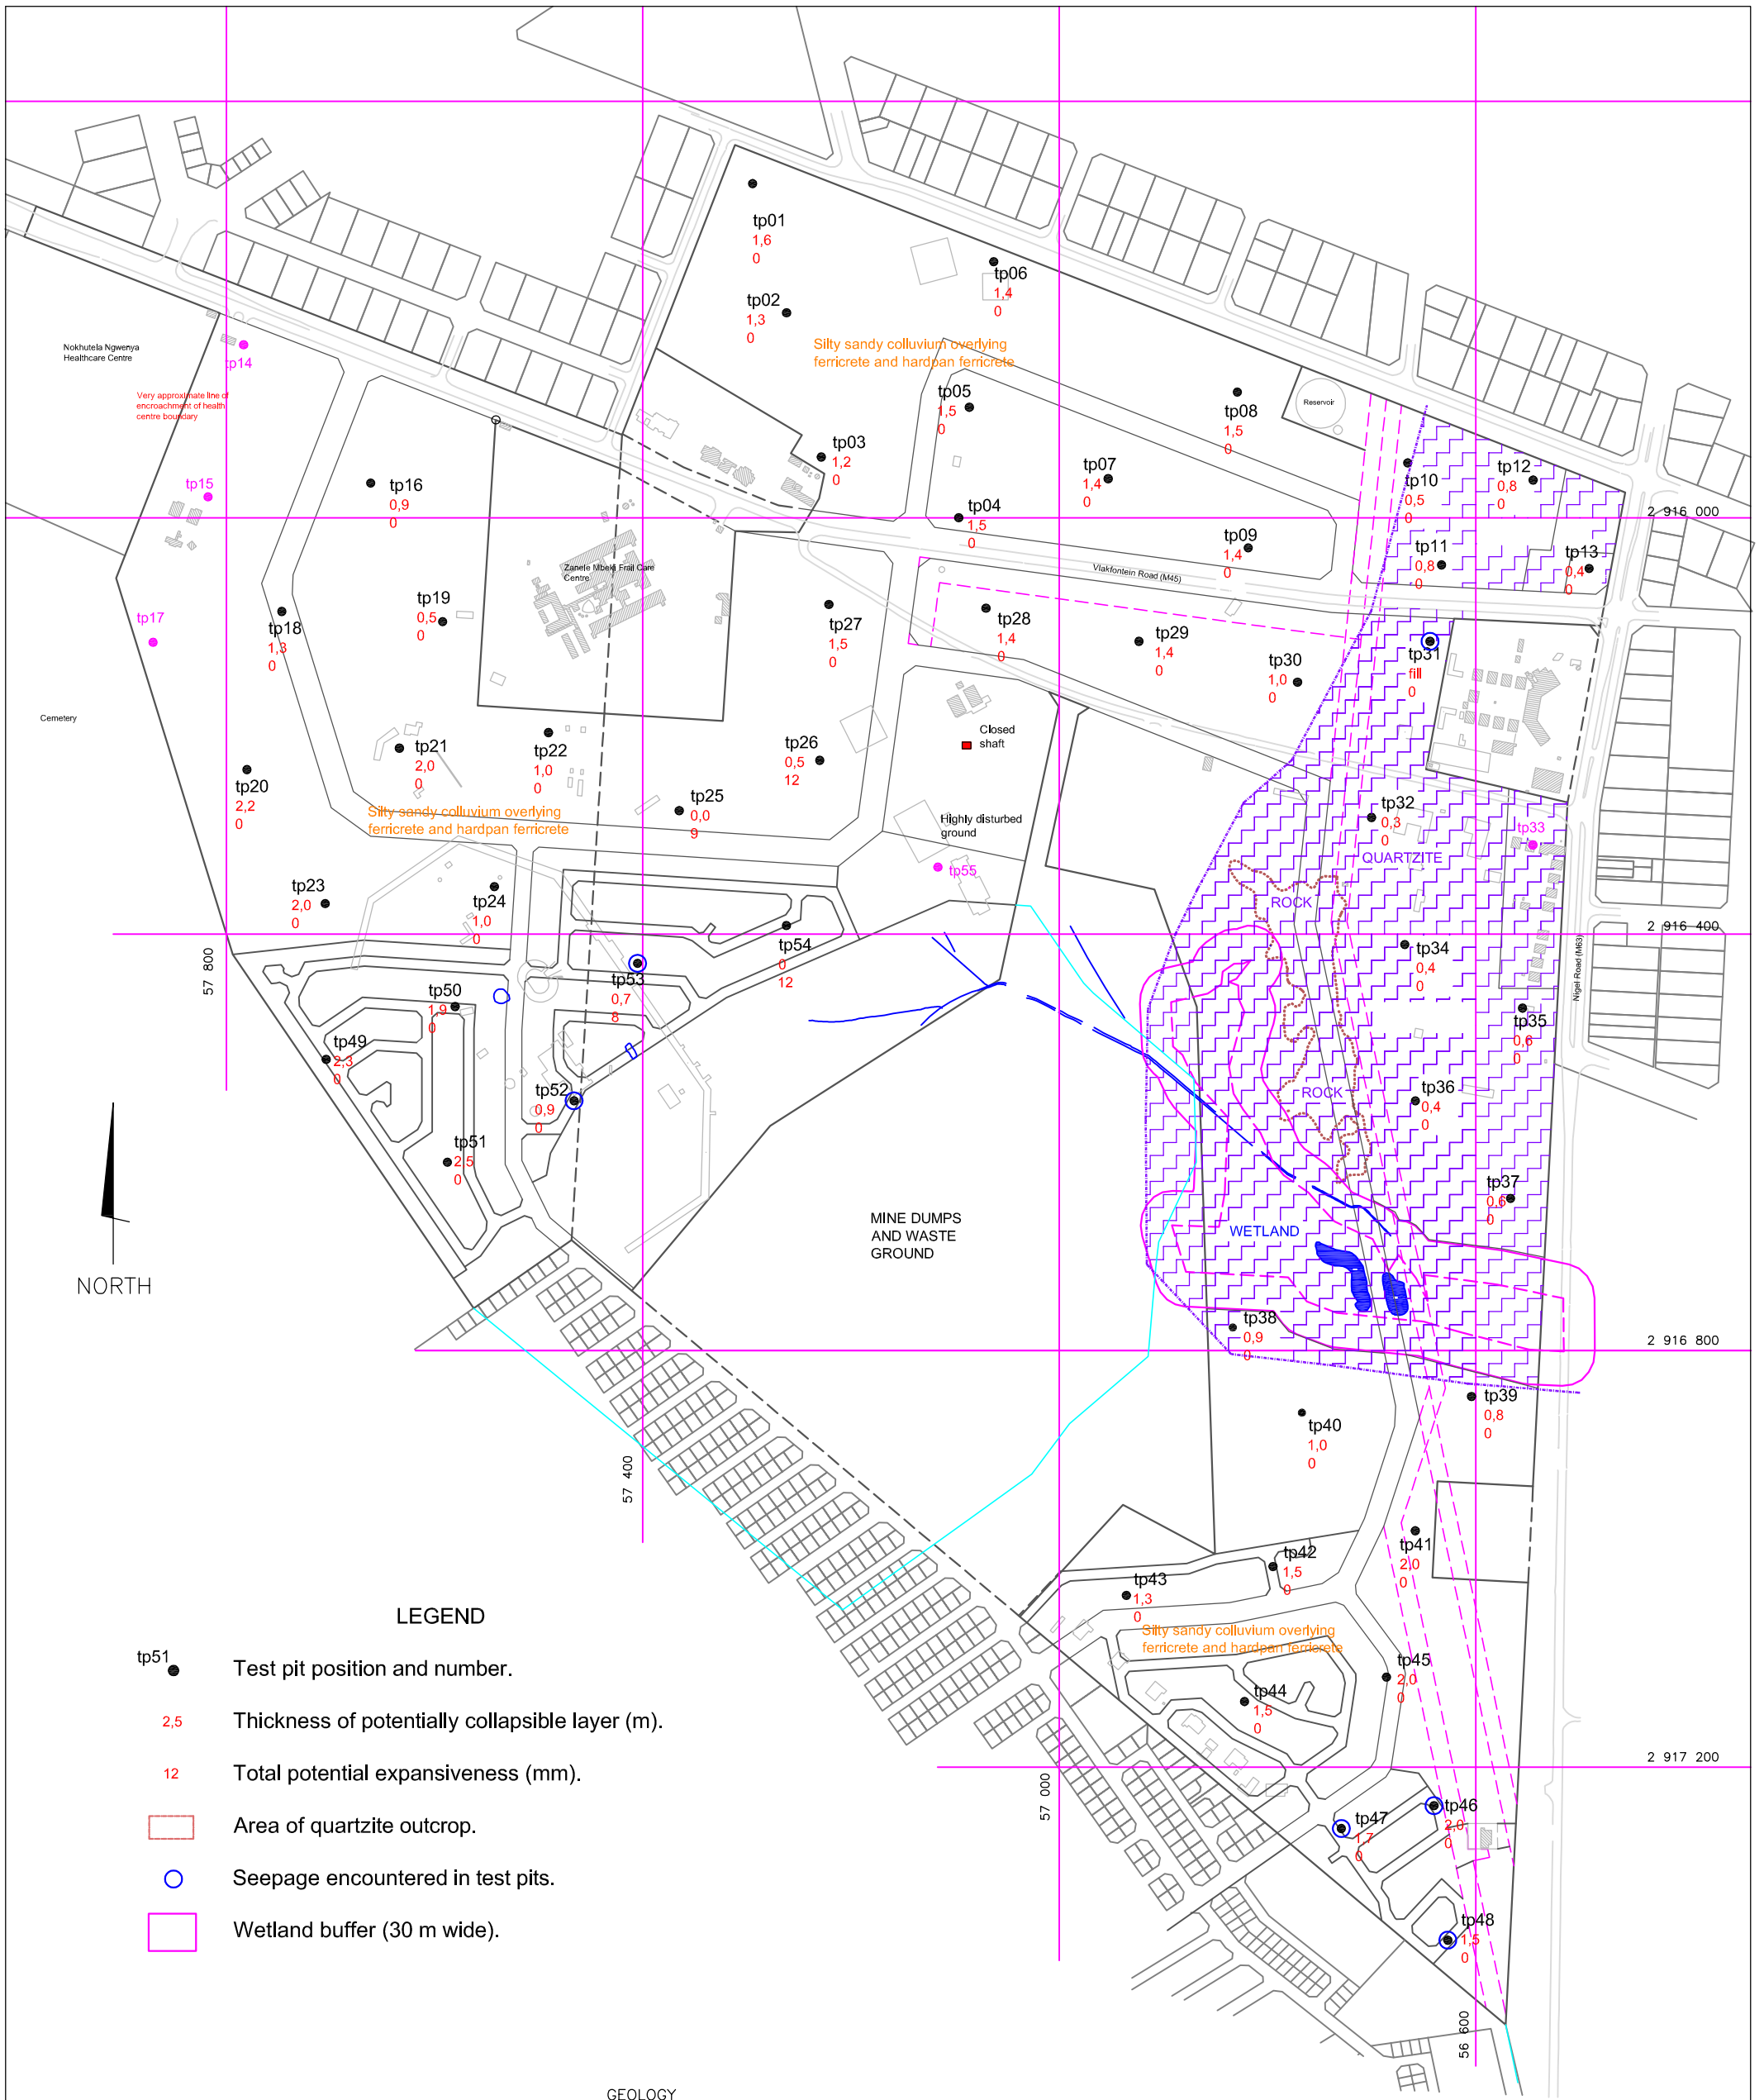 tp01
1,6
0
tp06
1,4
0
tp02
1,3
0
Silty sandy colluvium overlying
ferricrete and hardpan ferricrete
Nokhutela Ngwenya
Healthcare Centre
tp14
Very approximate line of
encroachment of health
centre boundary
tp05
1,5
0
tp08
1,5
0
Reservoir
tp03
1,2
0
tp07
1,4
0
tp10
0,5
0
tp12
0,8
0
tp15
tp16
0,9
0
tp04
1,5
0
2 916 000
tp09
1,4
0
tp11
0,8
0
tp13
0,4
0
Zanele Mbeki Frail Care
Centre
Vlakfontein Road (M45)
tp17
tp18
1,3
0
tp19
0,5
0
tp27
1,5
0
tp28
1,4
0
tp29
1,4
0
tp30
1,0
0
tp31
fill
0
Cemetery
tp20
2,2
0
tp21
2,0
0
tp22
1,0
0
tp26
0,5
12
Closed
shaft
tp25
0,0
9
Silty sandy colluvium overlying
ferricrete and hardpan ferricrete
Highly disturbed
ground
tp32
0,3
0
tp33
QUARTZITE
tp55
tp23
2,0
0
tp24
1,0
0
ROCK
2 916 400
57 800
tp54
0
12
tp34
0,4
0
Nigel Road (M63)
tp53
0,7
8
tp50
1,9
0
tp35
0,6
0
tp49
2,3
0
tp52
0,9
0
ROCK
tp36
0,4
0
tp51
2,5
0
tp37
0,6
0
MINE DUMPS
AND WASTE
GROUND
WETLAND
NORTH
tp38
0,9
0
2 916 800
tp39
0,8
0
tp40
1,0
0
57 400
tp41
2,0
0
tp42
1,5
0
tp43
1,3
0
Silty sandy colluvium overlying
ferricrete and hardpan ferricrete
tp45
2,0
0
tp44
1,5
0
2 917 200
57 000
tp46
2,0
0
tp47
1,7
0
tp48
1,5
0
56 600
LEGEND
tp51
Test pit position and number.
2,5
Thickness of potentially collapsible layer (m).
12
Total potential expansiveness (mm).
Area of quartzite outcrop.
Seepage encountered in test pits.
Wetland buffer (30 m wide).
GEOLOGY